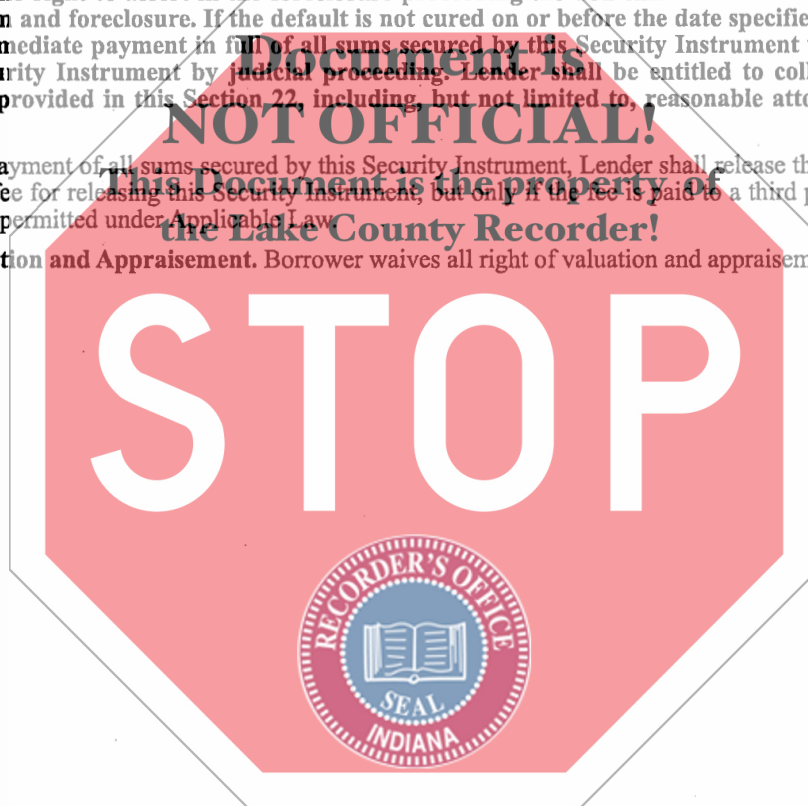 n and foreclosure. If the default is not cured on or before the date specifie
mediate payment in full of all sums secured by this Security Instrument
Document is
rity Instrument by judicial proceeding. Lender shall be entitled to coll
provided in this Section 22, including, but not limited to, reasonable atto
NOT OFFICIAL!
ayment of all sums secured by this Security Instrument, Lender shall release th
This Document is the property of
ee for releasing this Security Instrument, but only if the fee is paid to a third p
permitted under Applicable Law.
the Lake County Recorder!
tion and Appraisement. Borrower waives all right of valuation and appraisem
STOP
RECORDER'S OFFICE
SEAL
INDIANA